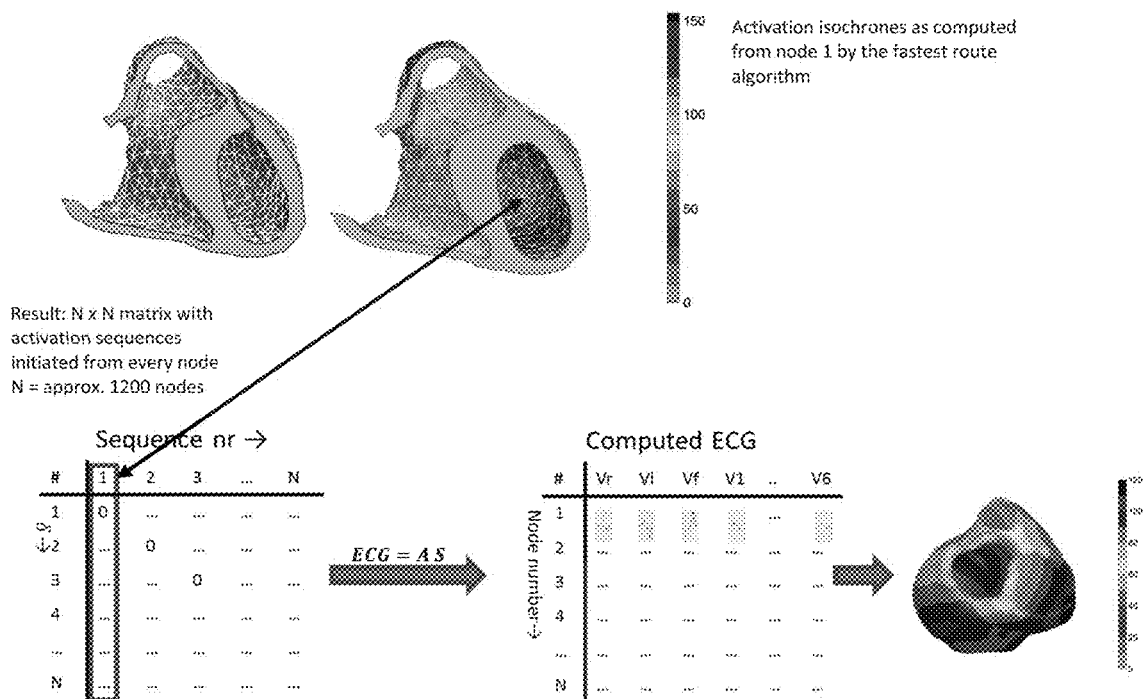 150
100
50
0
Activation isochrones as computed
from node 1 by the fastest route
algorithm
Result: N x N matrix with
activation sequences
initiated from every node
N = approx. 1200 nodes
Sequence nr →
# 1 2 3 ... N
1 0 ... ... ... ...
2 ... 0 ... ... ...
3 ... ... 0 ... ...
4 ... ... ... ... ...
... ... ... ... ... ...
N ... ... ... ... ...
ECG = A S
Computed ECG
Node number→
# Vr Vl Vf V1 .. V6
1 ...
2 ... ... ... ... ... ...
3 ... ... ... ... ... ...
4 ... ... ... ... ... ...
... ... ... ... ... ... ...
N ... ... ... ... ... ...